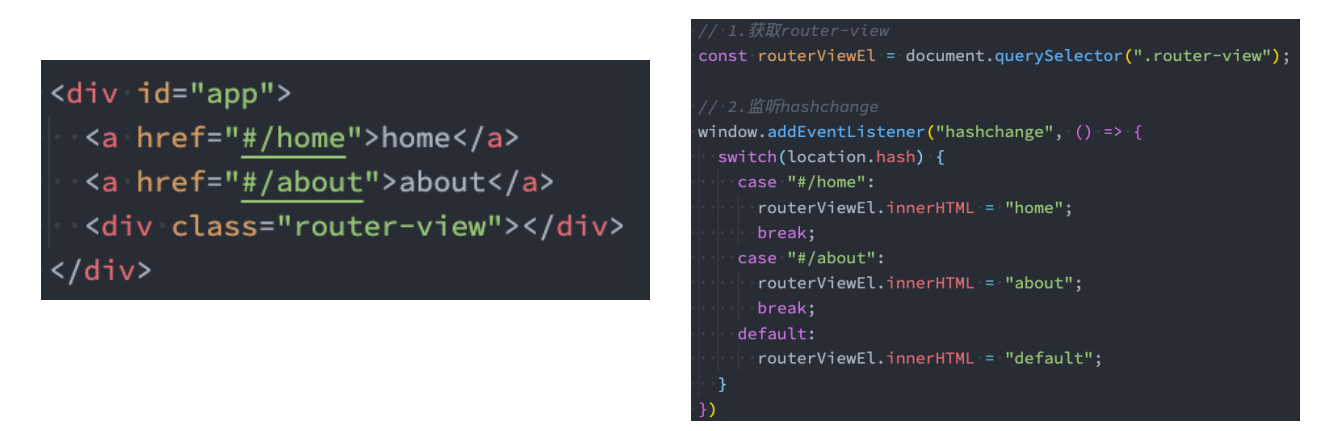 <div id="app">
<a href="#/home">home</a>
<a href="#/about">about</a>
<div class="router-view"></div>
</div>
// 1.获取router-view
const routerViewEl = document.querySelector(".router-view");
// 2.监听hashchange
window.addEventListener("hashchange", () => {
switch(location.hash) {
case "#/home":
routerViewEl.innerHTML = "home";
break;
case "#/about":
routerViewEl.innerHTML = "about";
break;
default:
routerViewEl.innerHTML = "default";
}
})